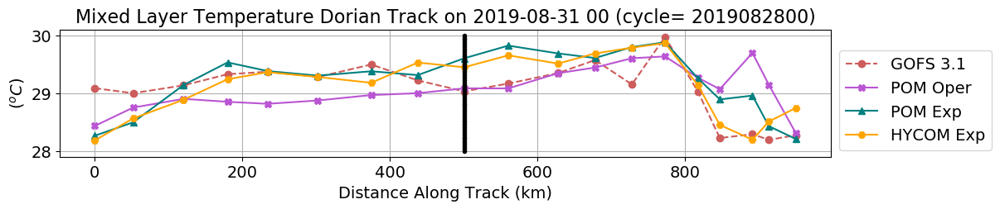 Mixed Layer Temperature Dorian Track on 2019-08-31 00 (cycle= 2019082800)
30
29
28
(°C)
0 200 400 600 800
Distance Along Track (km)
GOFS 3.1
POM Oper
POM Exp
HYCOM Exp